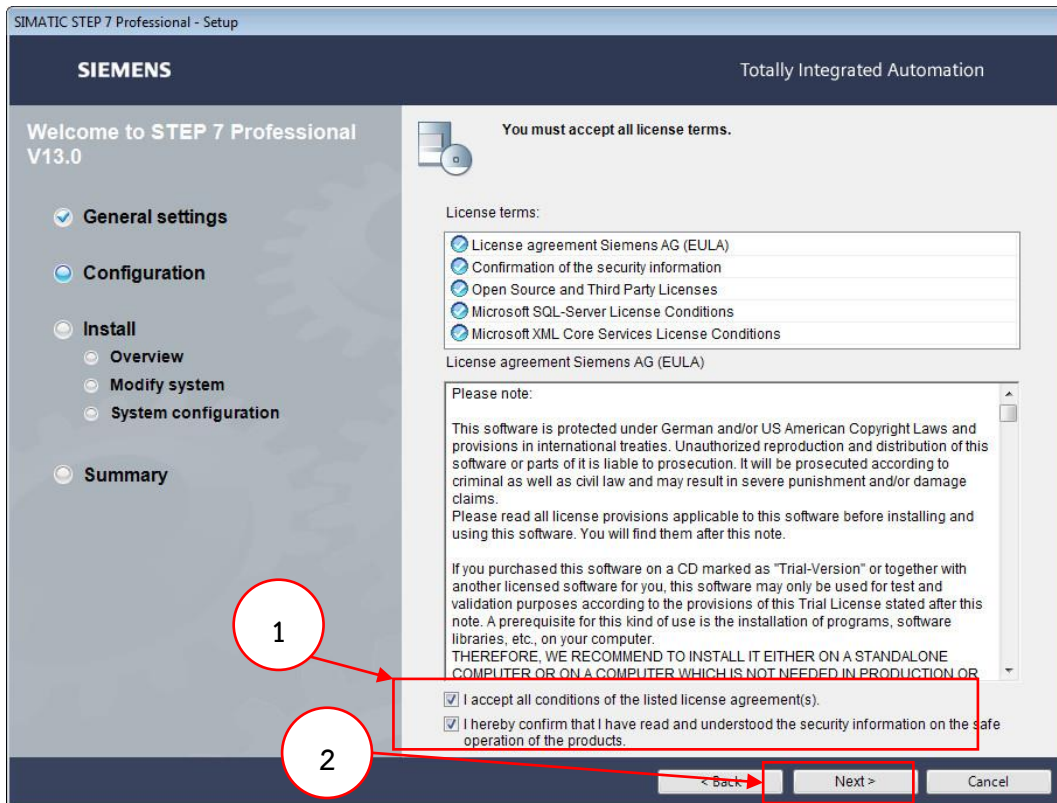 SIMATIC STEP 7 Professional - Setup
SIEMENS
Totally Integrated Automation
Welcome to STEP 7 Professional
V13.0
General settings
Configuration
Install
Overview
Modify system
System configuration
Summary
You must accept all license terms.
License terms:
License agreement Siemens AG (EULA)
Confirmation of the security information
Open Source and Third Party Licenses
Microsoft SQL-Server License Conditions
Microsoft XML Core Services License Conditions
License agreement Siemens AG (EULA)
Please note:
This software is protected under German and/or US American Copyright Laws and
provisions in international treaties. Unauthorized reproduction and distribution of this
software or parts of it is liable to prosecution. It will be prosecuted according to
criminal as well as civil law and may result in severe punishment and/or damage
claims.
Please read all license provisions applicable to this software before installing and
using this software. You will find them after this note.
If you purchased this software on a CD marked as "Trial-Version" or together with
another licensed software for you, this software may only be used for test and
validation purposes according to the provisions of this Trial License stated after this
note. A prerequisite for this kind of use is the installation of programs, software
libraries, etc., on your computer.
THEREFORE, WE RECOMMEND TO INSTALL IT EITHER ON A STANDALONE
COMPUTER OR ON A COMPUTER WHICH IS NOT NEEDED IN PRODUCTION OR
1
I accept all conditions of the listed license agreement(s).
I hereby confirm that I have read and understood the security information on the safe
operation of the products.
2
< Back
Next >
Cancel